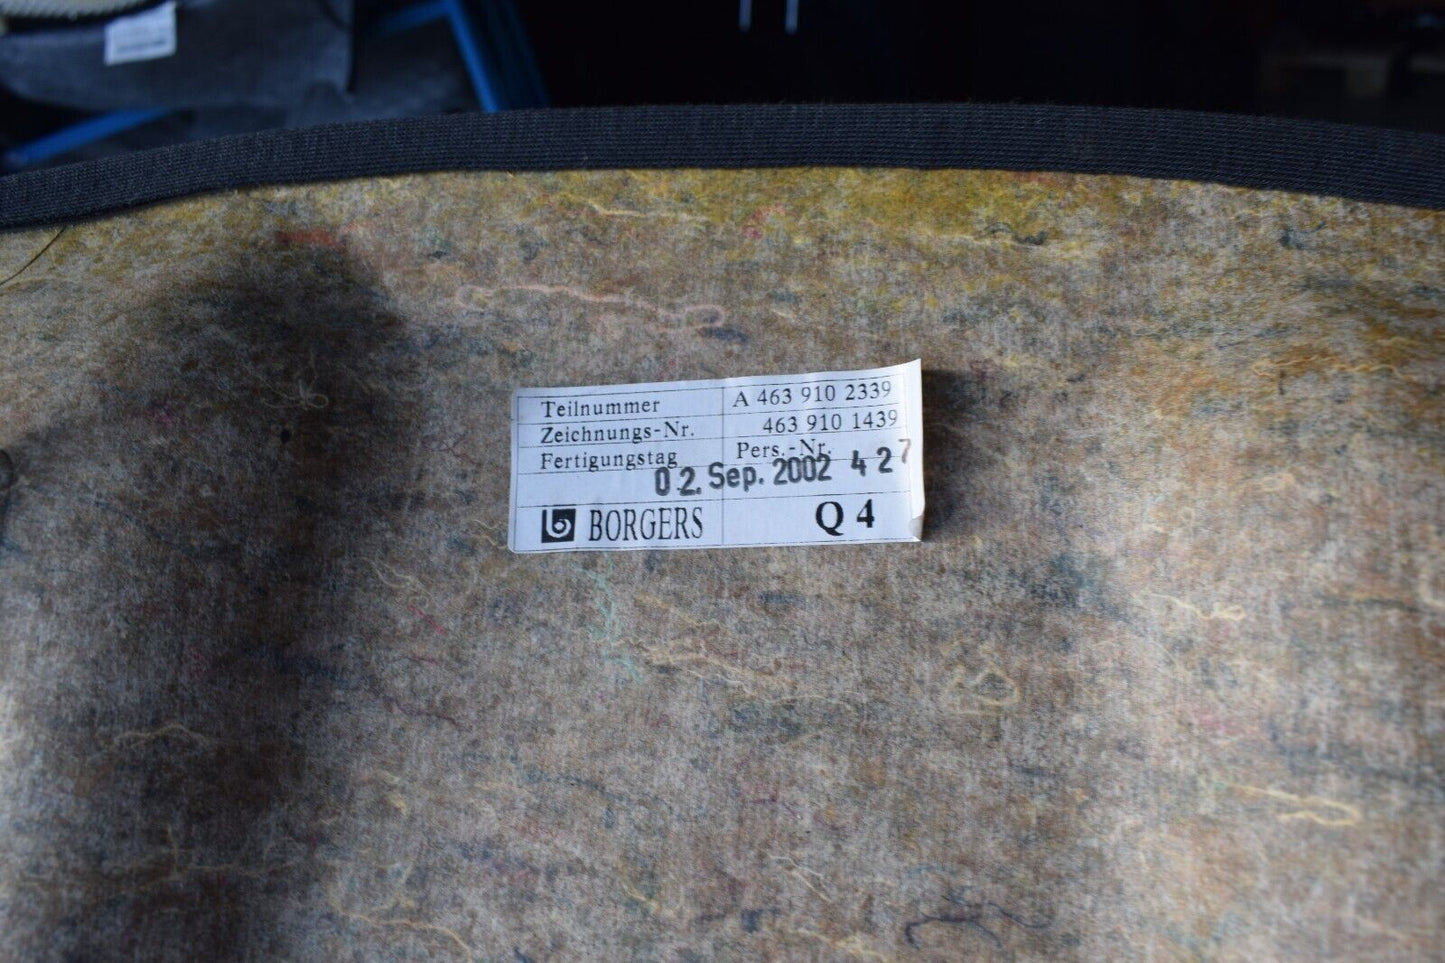 Teilnummer A 463 910 2339
Zeichnungs-Nr. 463 910 1439
Fertigungstag Pers.-Nr.
02. Sep. 2002 427
BORGERS Q 4